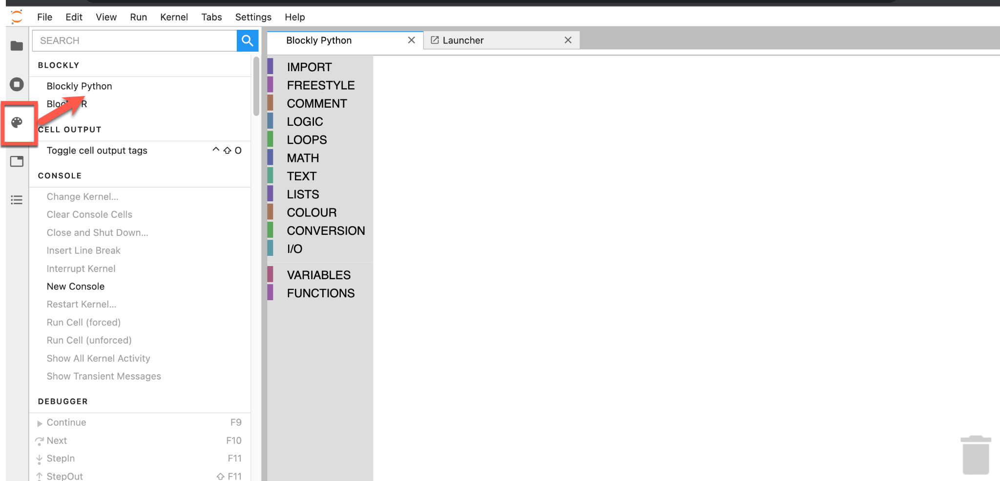 File Edit View Run Kernel Tabs Settings Help
SEARCH
BLOCKLY
Blockly Python
R
CELL OUTPUT
Toggle cell output tags ^ ⇧ O
CONSOLE
Change Kernel...
Clear Console Cells
Close and Shut Down...
Insert Line Break
Interrupt Kernel
New Console
Restart Kernel...
Run Cell (forced)
Run Cell (unforced)
Show All Kernel Activity
Show Transient Messages
DEBUGGER
Continue F9
Next F10
StepIn F11
StepOut ⇧ F11
Blockly Python
Launcher
IMPORT
FREESTYLE
COMMENT
LOGIC
LOOPS
MATH
TEXT
LISTS
COLOUR
CONVERSION
I/O
VARIABLES
FUNCTIONS